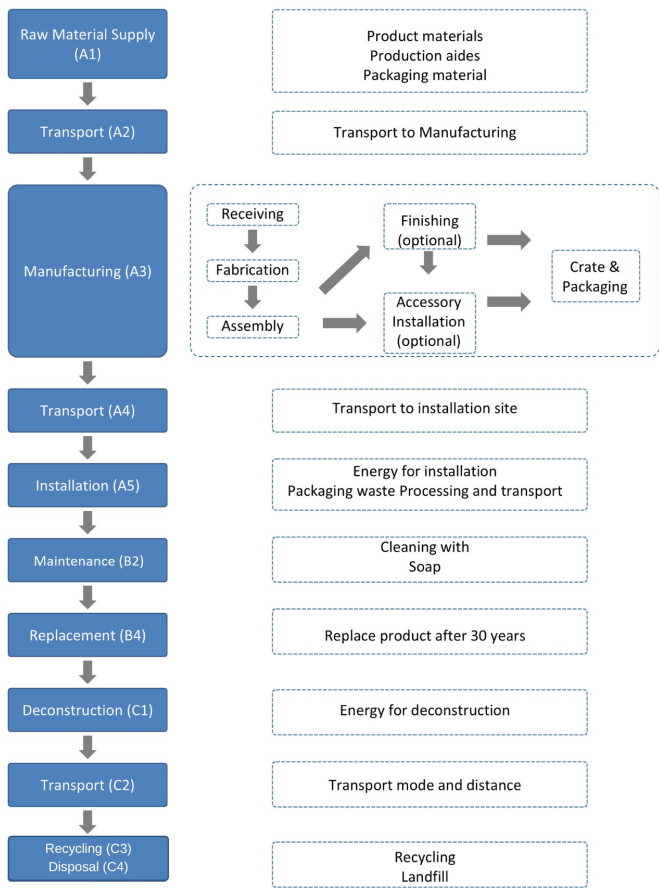 Raw Material Supply
(A1)
Product materials
Production aides
Packaging material
Transport (A2)
Transport to Manufacturing
Manufacturing (A3)
Receiving
Fabrication
Assembly
Finishing
(optional)
Accessory
Installation
(optional)
Crate &
Packaging
Transport (A4)
Transport to installation site
Installation (A5)
Energy for installation
Packaging waste Processing and transport
Maintenance (B2)
Cleaning with
Soap
Replacement (B4)
Replace product after 30 years
Deconstruction (C1)
Energy for deconstruction
Transport (C2)
Transport mode and distance
Recycling (C3)
Disposal (C4)
Recycling
Landfill